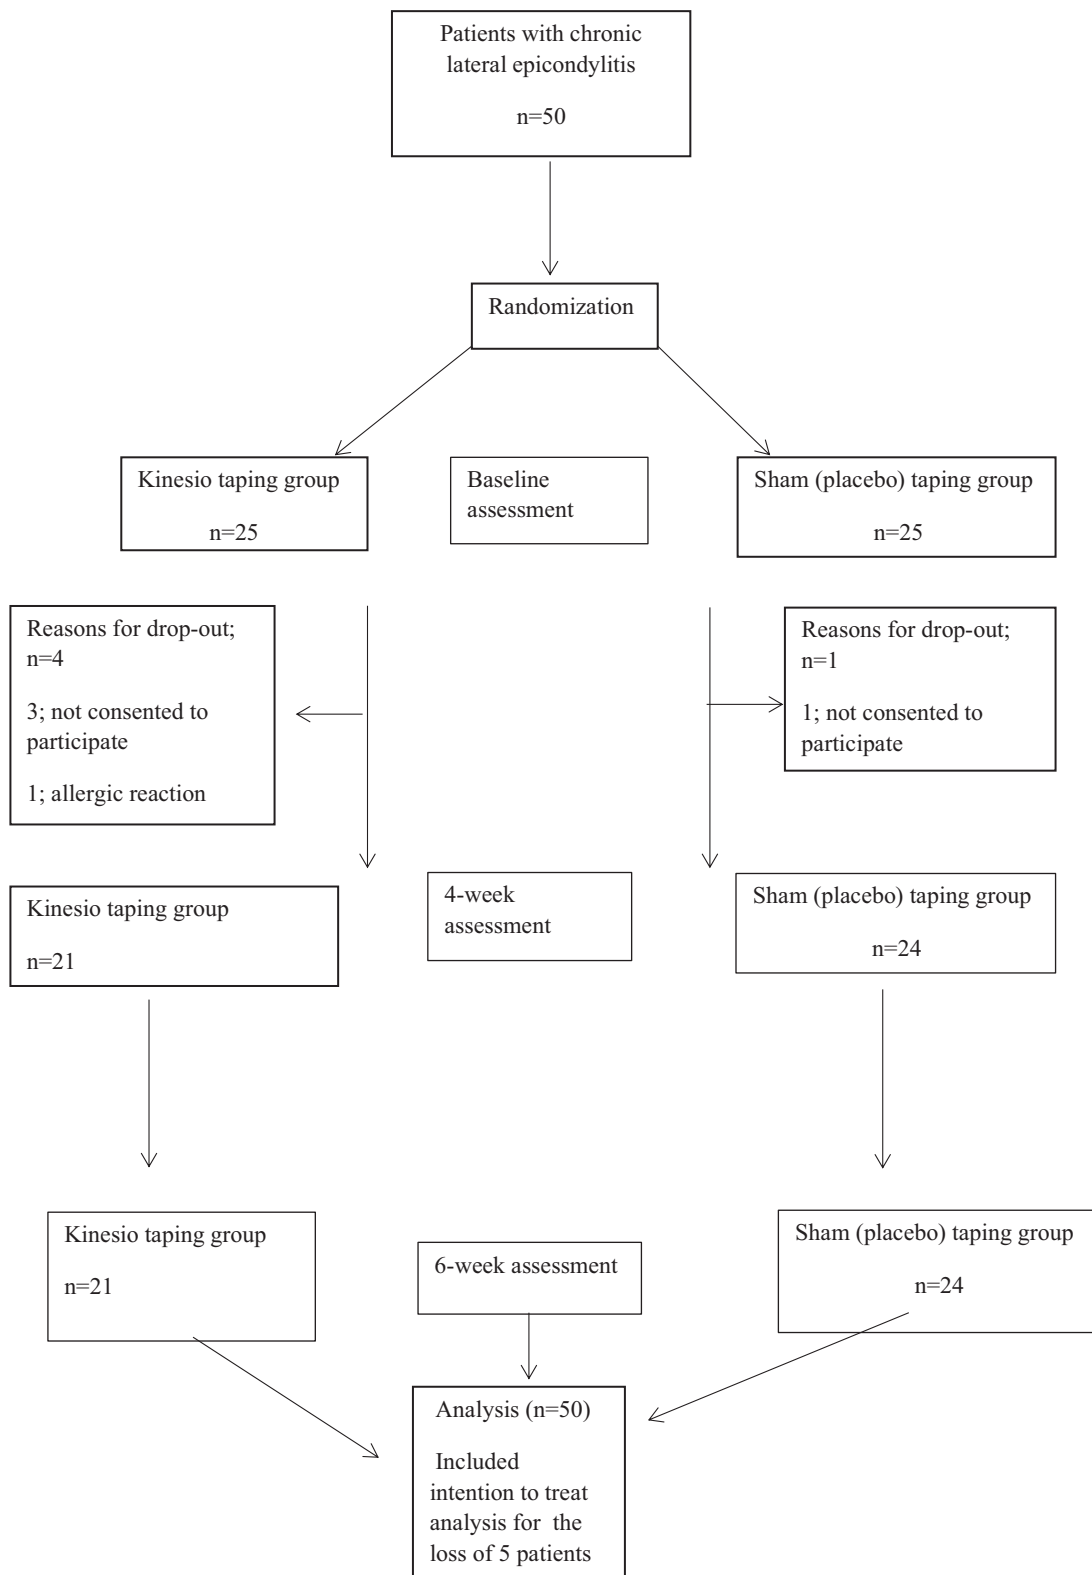 Patients with chronic
lateral epicondylitis
n=50
Randomization
Kinesio taping group
n=25
Baseline
assessment
Sham (placebo) taping group
n=25
Reasons for drop-out;
n=4
3; not consented to
participate
1; allergic reaction
Reasons for drop-out;
n=1
1; not consented to
participate
Kinesio taping group
n=21
4-week
assessment
Sham (placebo) taping group
n=24
Kinesio taping group
n=21
6-week assessment
Sham (placebo) taping group
n=24
Analysis (n=50)
Included
intention to treat
analysis for the
loss of 5 patients